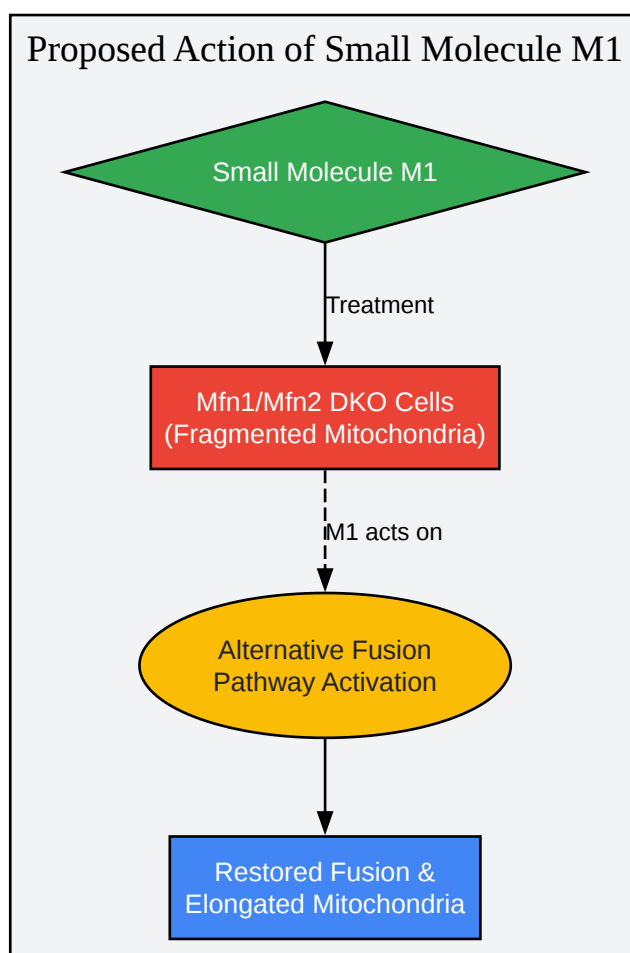 Proposed Action of Small Molecule M1
Small Molecule M1
Treatment
Mfn1/Mfn2 DKO Cells
(Fragmented Mitochondria)
M1 acts on
Alternative Fusion
Pathway Activation
Restored Fusion &
Elongated Mitochondria